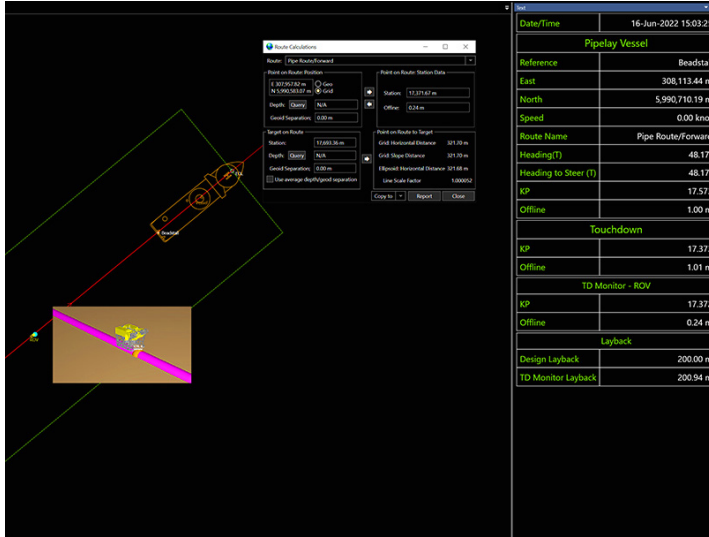 Text
Route Calculations
Route: Pipe Route/Forward
Point on Route: Position
E 307,957.82 m
N 5,990,583.07 m
Geo
Grid
Depth: Query N/A
Geoid Separation: 0.00 m
Point on Route: Station Data
Station: 17,371.67 m
Offline: 0.24 m
Target on Route
Station: 17,693.36 m
Depth: Query N/A
Geoid Separation: 0.00 m
Use average depth/geoid separation
Point on Route to Target
Grid: Horizontal Distance 321.70 m
Grid: Slope Distance 321.70 m
Ellipsoid: Horizontal Distance 321.68 m
Line Scale Factor 1.000052
Copy to Report Close
Beadstall
Date/Time 16-Jun-2022 15:03:2
Pipelay Vessel
Reference Beadsta
East 308,113.44 m
North 5,990,710.19 m
Speed 0.00 kno
Route Name Pipe Route/Forward
Heading(T) 48.17
Heading to Steer (T) 48.17
KP 17.57
Offline 1.00 m
Touchdown
KP 17.37
Offline 1.01 m
TD Monitor - ROV
KP 17.37
Offline 0.24 m
Layback
Design Layback 200.00 m
TD Monitor Layback 200.94 m